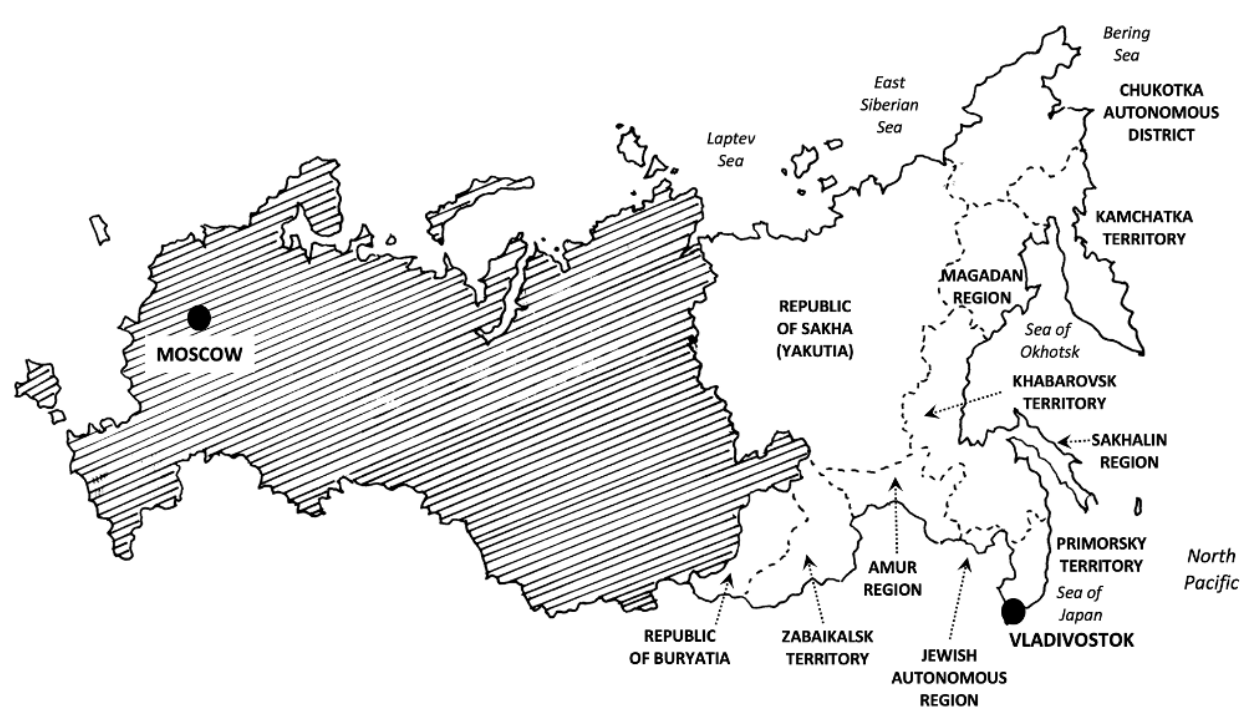 Bering
Sea
East
Siberian
Sea
CHUKOTKA
AUTONOMOUS
DISTRICT
Laptev
Sea
KAMCHATKA
TERRITORY
MAGADAN
REGION
REPUBLIC
OF SAKHA
(YAKUTIA)
Sea of
Okhotsk
MOSCOW
KHABAROVSK
TERRITORY
SAKHALIN
REGION
PRIMORSKY
TERRITORY
North
Pacific
AMUR
REGION
Sea of
Japan
VLADIVOSTOK
REPUBLIC
OF BURYATIA
ZABAIKALSK
TERRITORY
JEWISH
AUTONOMOUS
REGION